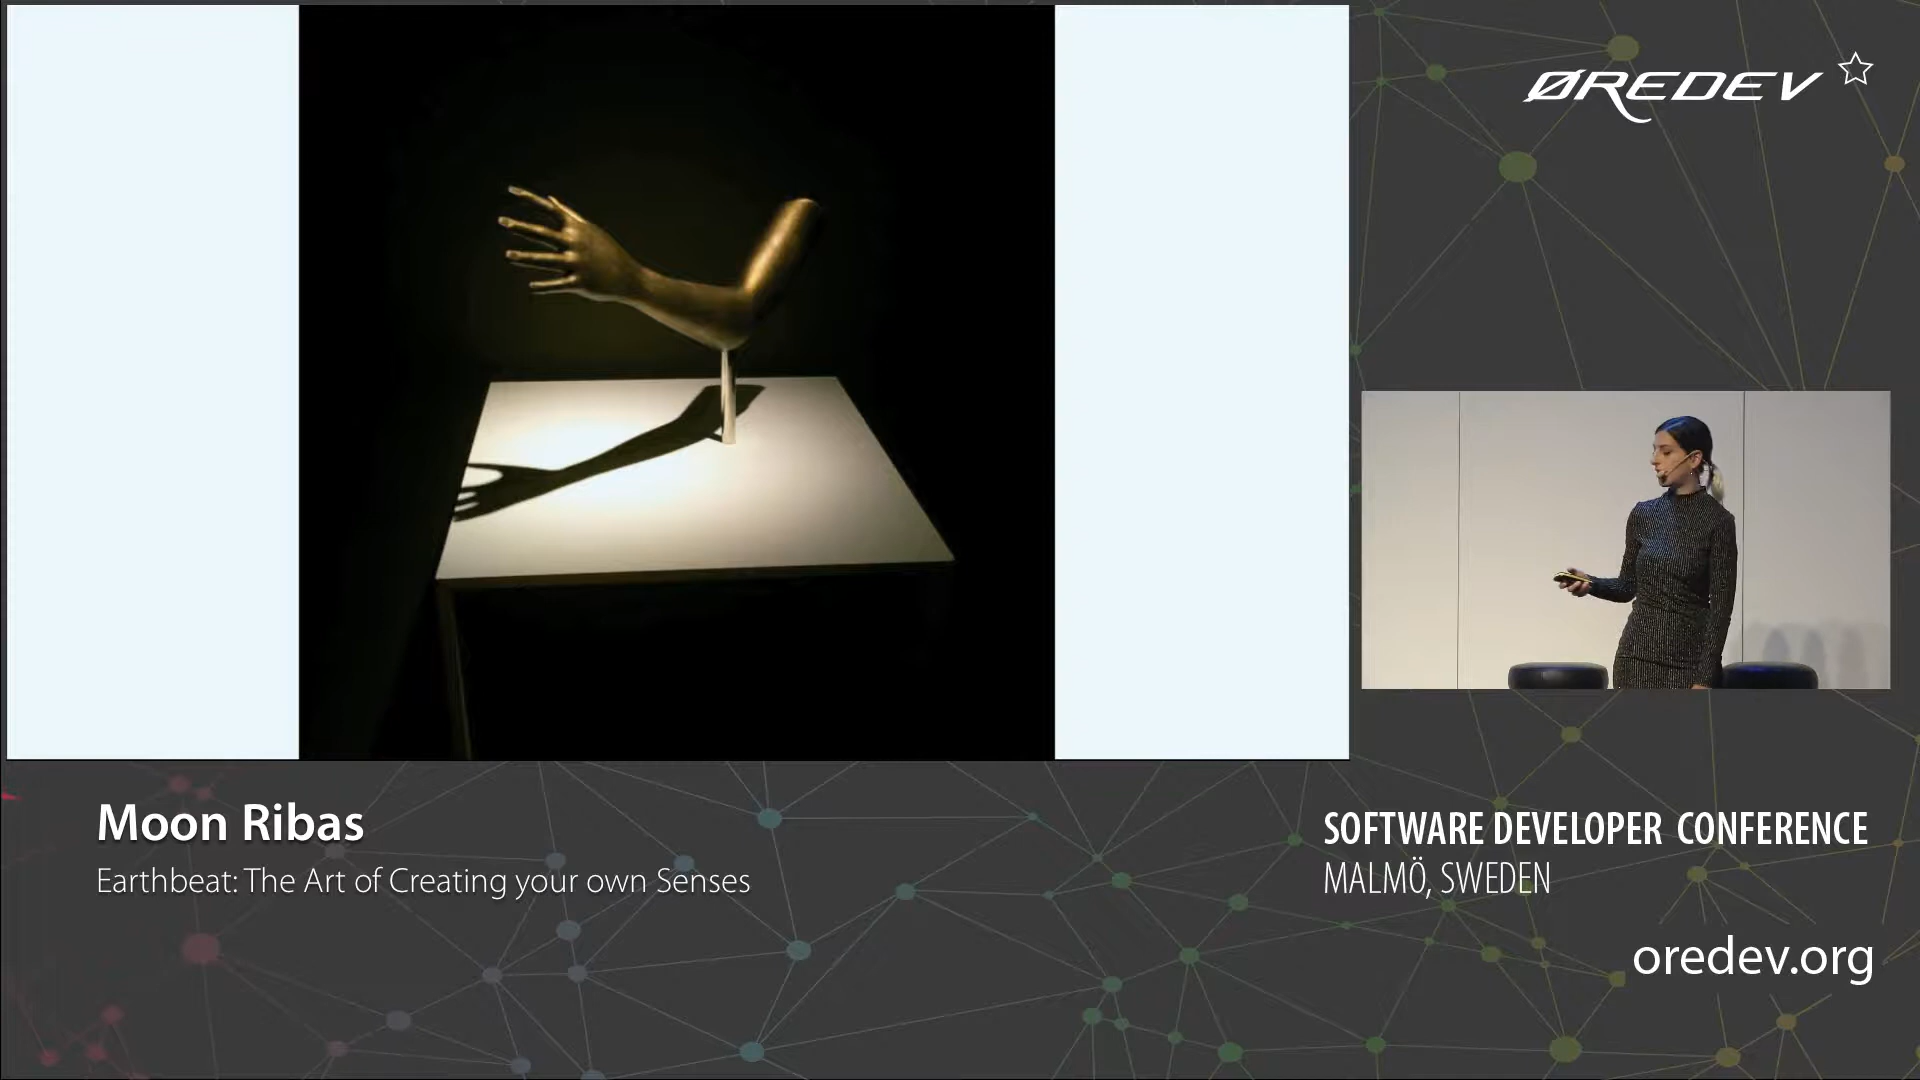 ØREDEV
Moon Ribas
Earthbeat: The Art of Creating your own Senses
SOFTWARE DEVELOPER CONFERENCE
MALMÖ, SWEDEN
oredev.org